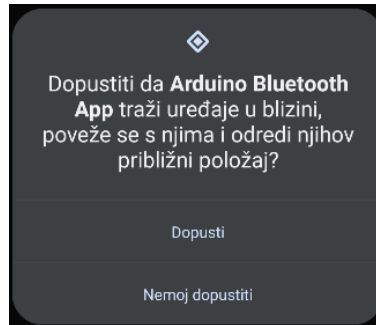 Dopustiti da Arduino Bluetooth
App traži uređaje u blizini,
poveže se s njima i odredi njihov
približni položaj?
Dopusti
Nemoj dopustiti